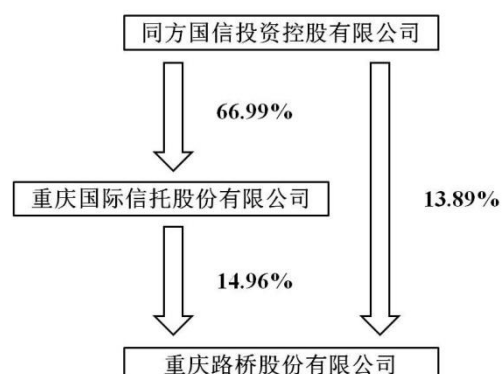 同方国信投资控股有限公司
66.99%
重庆国际信托股份有限公司
13.89%
14.96%
重庆路桥股份有限公司